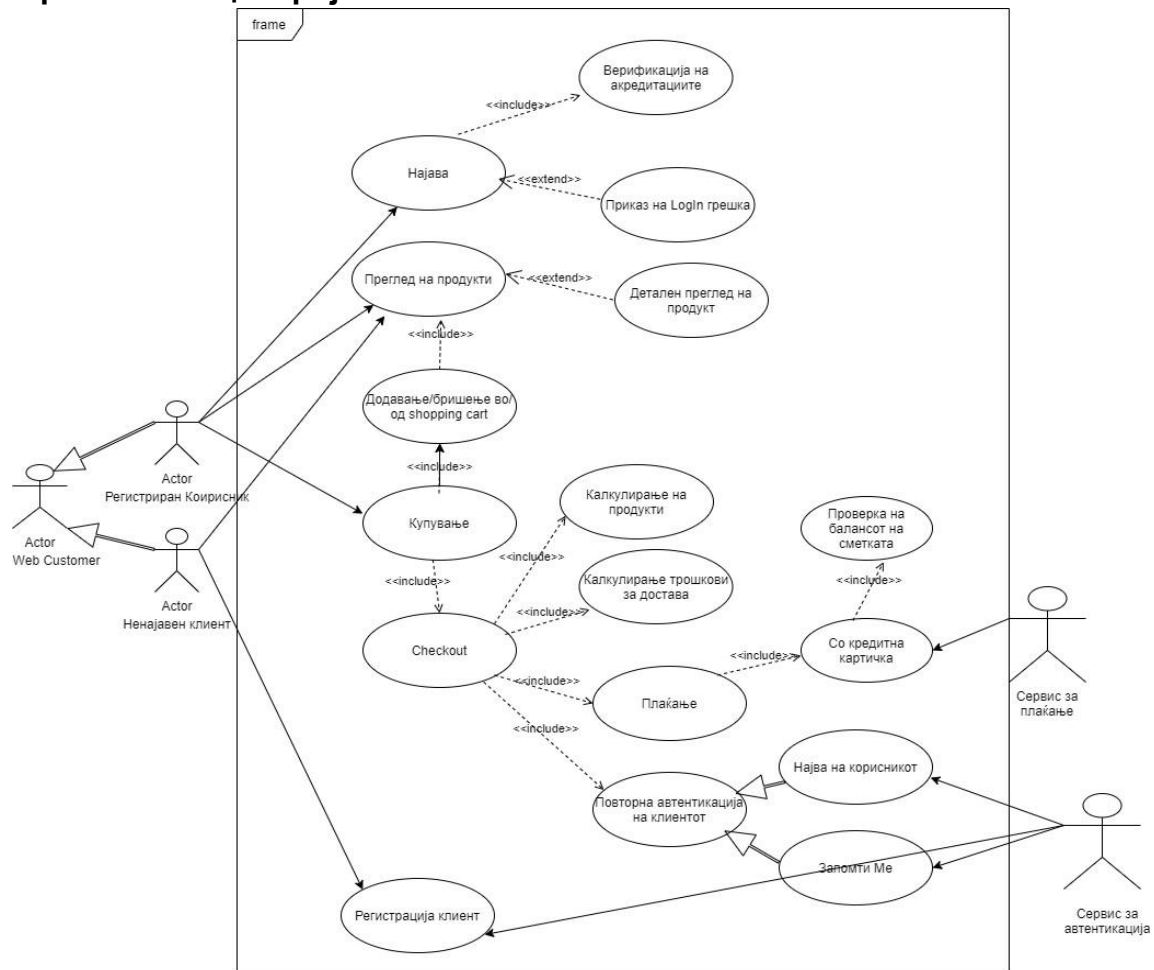 frame
Верификација на
акредитациите
<<include>>
Најава
<<extend>>
Приказ на LogIn грешка
Преглед на продукти
<<extend>>
Детален преглед на
продукт
<<include>>
Додавање/бришење во/
од shopping cart
<<include>>
Actor
Регистриран Коирисник
Actor
Web Customer
Actor
Ненајавен клиент
Купување
Калкулирање на
продукти
<<include>>
<<include>>
Калкулирање трошкови
за достава
<<include>>
Проверка на
балансот на
сметката
<<include>>
Checkout
Со кредитна
картичка
<<include>>
<<include>>
Плаќање
Сервис за
плаќање
<<include>>
Најва на корисникот
Повторна автентикација
на клиентот
Запомти Ме
Регистрација клиент
Сервис за
автентикација